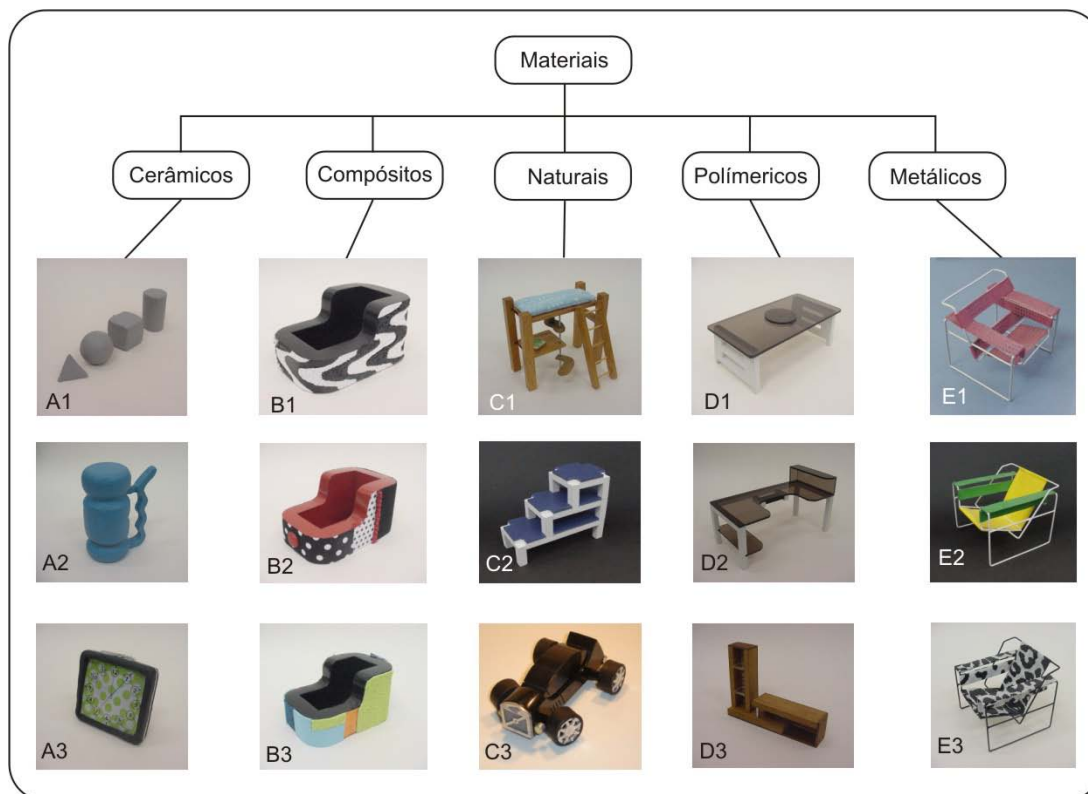 Materiais
Cerâmicos
Compósitos
Naturais
Polímericos
Metálicos
A1
B1
C1
D1
E1
A2
B2
C2
D2
E2
A3
B3
C3
D3
E3